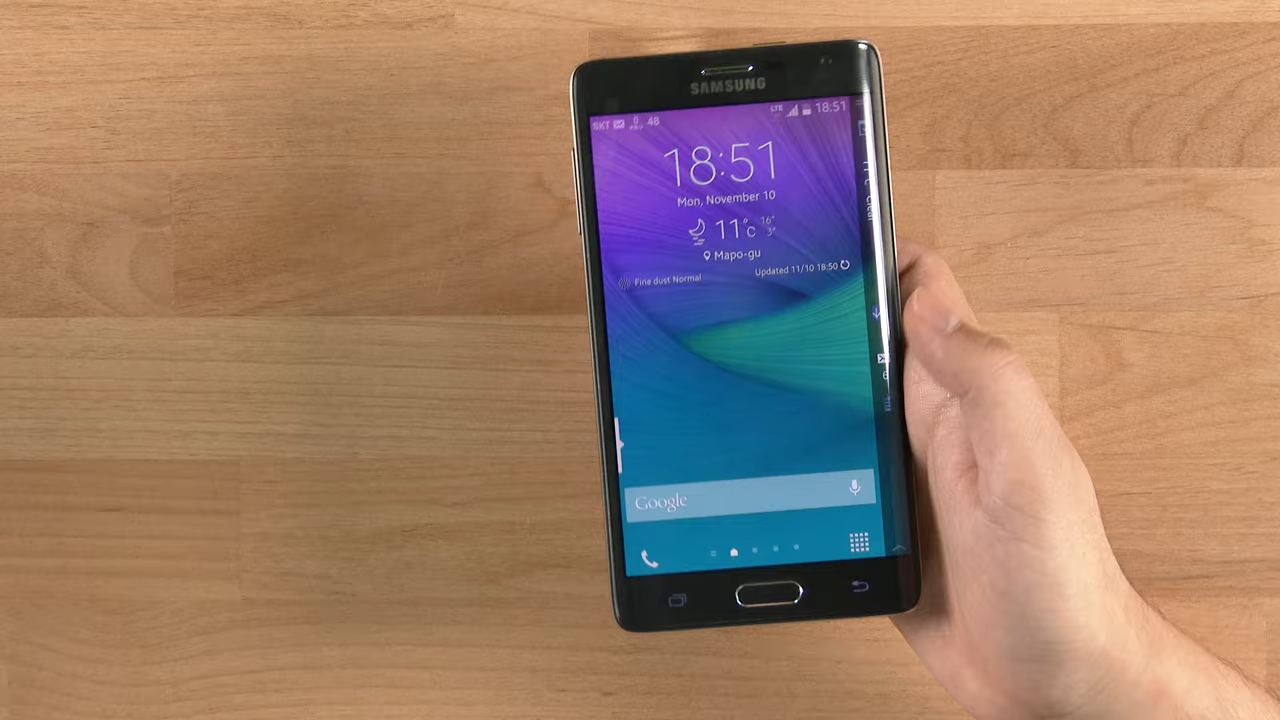 SAMSUNG
SKT 48 LTE 18:51
18:51
Mon, November 10
11°c 16° 3°
Mapo-gu
Fine dust Normal Updated 11/10 18:50
Google